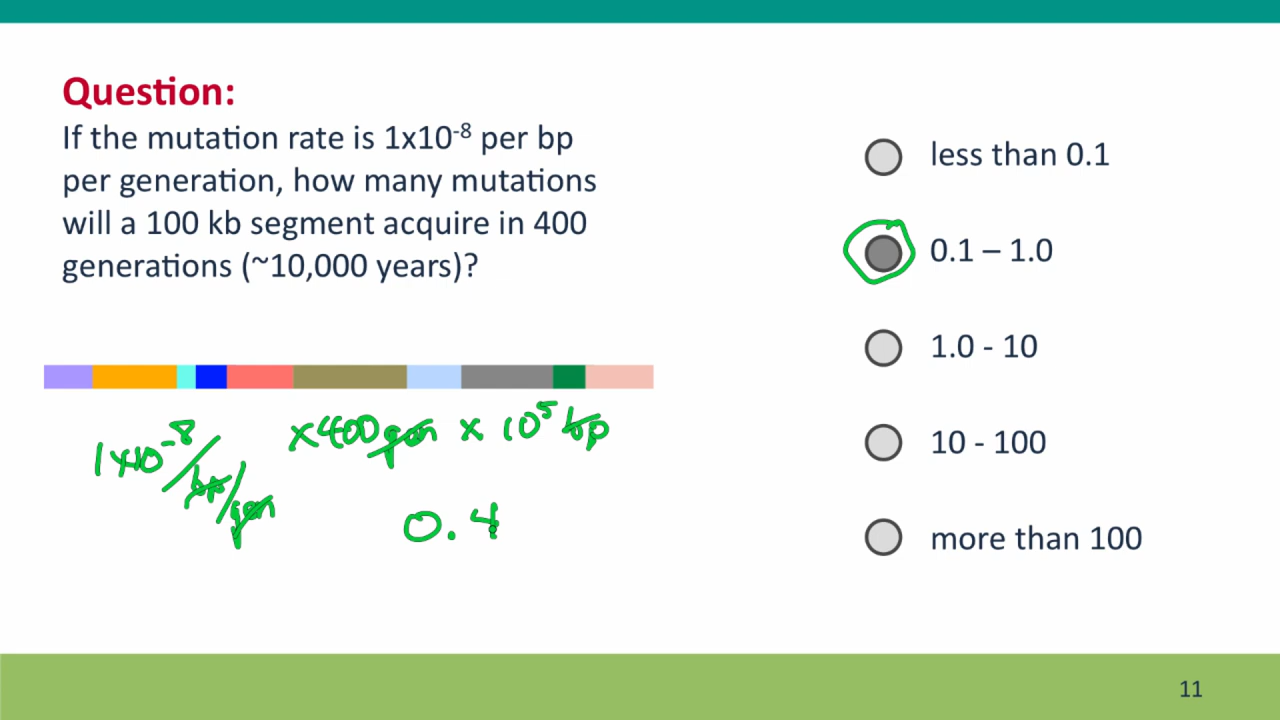 Question:
If the mutation rate is 1x10⁻⁸ per bp
per generation, how many mutations
will a 100 kb segment acquire in 400
generations (~10,000 years)?
less than 0.1
0.1 – 1.0
1.0 - 10
10 - 100
more than 100
1x10⁻⁸/bp/gen x400gen x 10⁵ bp
0.4
11